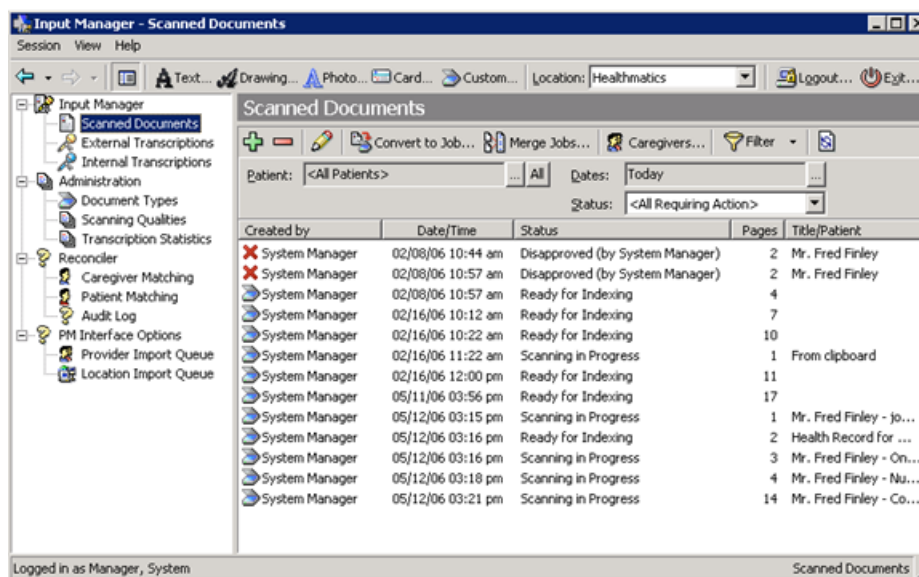 Input Manager - Scanned Documents
Session View Help
Text... Drawing... Photo... Card... Custom... Location: Healthmatics Logout... Exit...
Input Manager
Scanned Documents
External Transcriptions
Internal Transcriptions
Administration
Document Types
Scanning Qualities
Transcription Statistics
Reconciler
Caregiver Matching
Patient Matching
Audit Log
PM Interface Options
Provider Import Queue
Location Import Queue
Scanned Documents
Convert to Job... Merge Jobs... Caregivers... Filter
Patient: <All Patients> ... All Dates: Today ...
Status: <All Requiring Action>
Created by Date/Time Status Pages Title/Patient
System Manager 02/08/06 10:44 am Disapproved (by System Manager) 2 Mr. Fred Finley
System Manager 02/08/06 10:57 am Disapproved (by System Manager) 2 Mr. Fred Finley
System Manager 02/08/06 10:57 am Ready for Indexing 4
System Manager 02/16/06 10:12 am Ready for Indexing 7
System Manager 02/16/06 10:22 am Ready for Indexing 10
System Manager 02/16/06 11:22 am Scanning in Progress 1 From clipboard
System Manager 02/16/06 12:00 pm Ready for Indexing 11
System Manager 05/11/06 03:56 pm Ready for Indexing 17
System Manager 05/12/06 03:15 pm Scanning in Progress 1 Mr. Fred Finley - jo...
System Manager 05/12/06 03:16 pm Ready for Indexing 2 Health Record for ...
System Manager 05/12/06 03:16 pm Scanning in Progress 3 Mr. Fred Finley - On...
System Manager 05/12/06 03:18 pm Scanning in Progress 4 Mr. Fred Finley - Nu...
System Manager 05/12/06 03:21 pm Scanning in Progress 14 Mr. Fred Finley - Co...
Logged in as Manager, System Scanned Documents